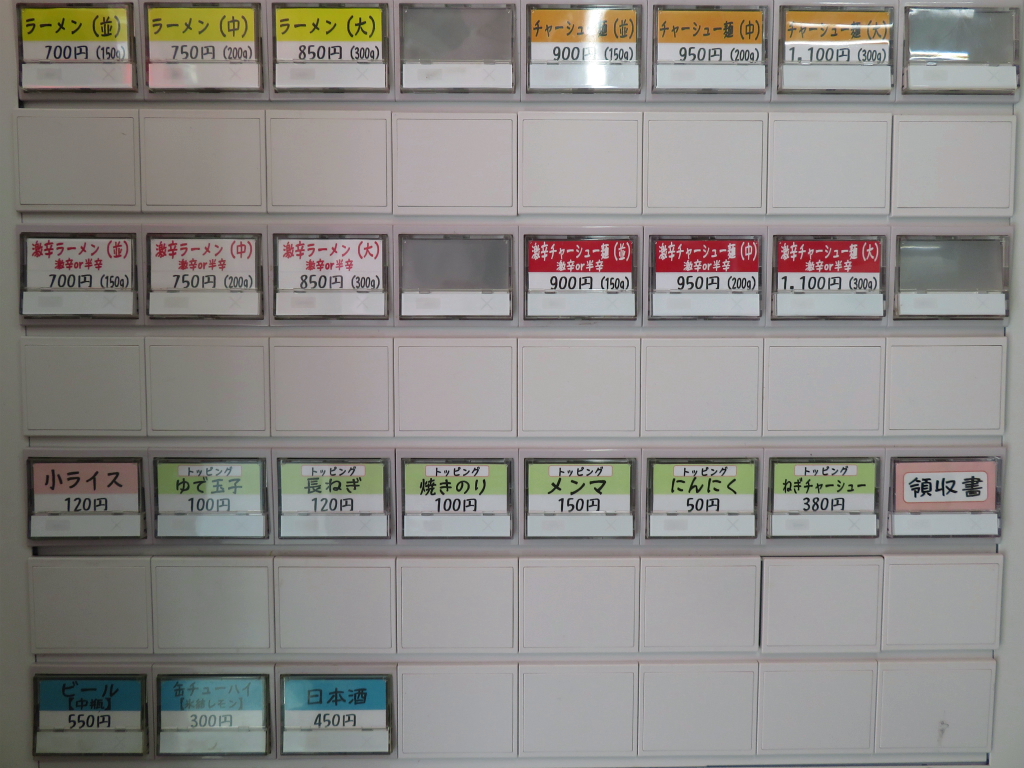 ラーメン(並)
700円(150g)
ラーメン(中)
750円(200g)
ラーメン(大)
850円(300g)
チャーシュー麺(並)
900円(150g)
チャーシュー麺(中)
950円(200g)
チャーシュー麺(大)
1,100円(300g)
激辛ラーメン(並)
激辛or半辛
700円(150g)
激辛ラーメン(中)
激辛or半辛
750円(200g)
激辛ラーメン(大)
激辛or半辛
850円(300g)
激辛チャーシュー麺(並)
激辛or半辛
900円(150g)
激辛チャーシュー麺(中)
激辛or半辛
950円(200g)
激辛チャーシュー麺(大)
激辛or半辛
1,100円(300g)
小ライス
120円
トッピング
ゆで玉子
100円
トッピング
長ねぎ
120円
トッピング
焼きのり
100円
トッピング
メンマ
150円
トッピング
にんにく
50円
トッピング
ねぎチャーシュー
380円
領収書
ビール
【中瓶】
550円
缶チューハイ
【氷結レモン】
300円
日本酒
450円